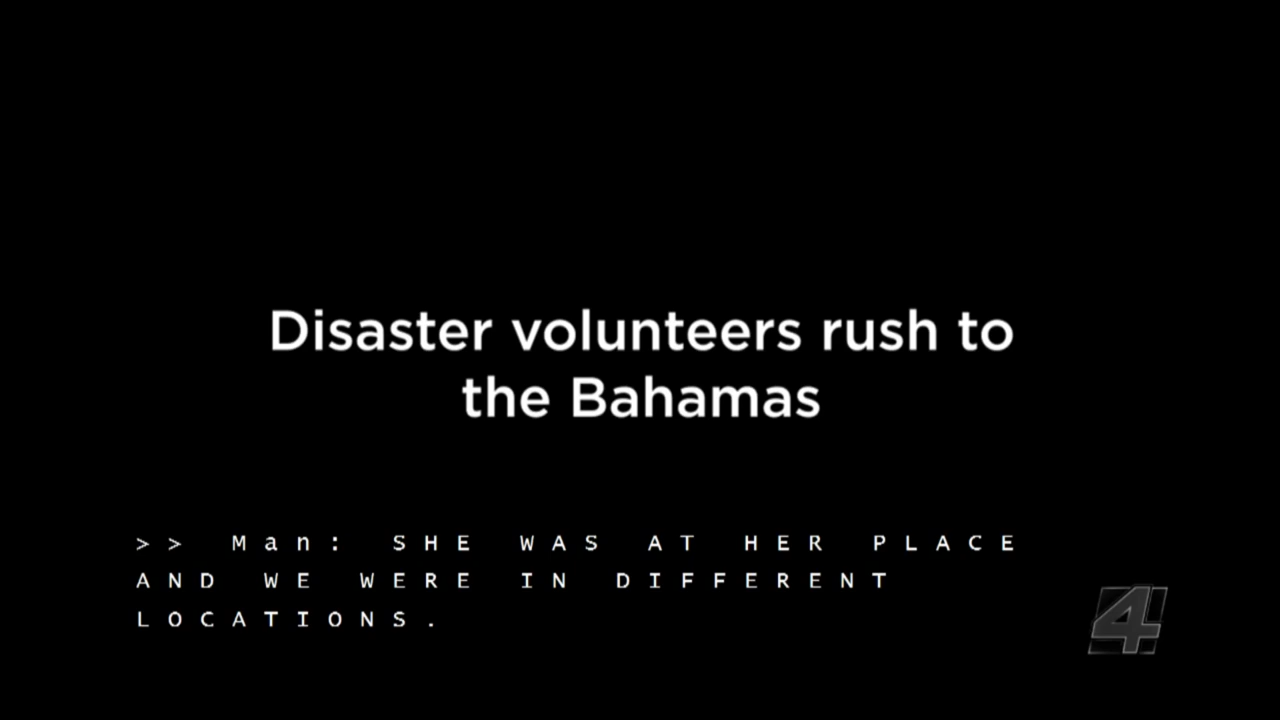 Disaster volunteers rush to
the Bahamas
>> Man: SHE WAS AT HER PLACE
AND WE WERE IN DIFFERENT
LOCATIONS.
4